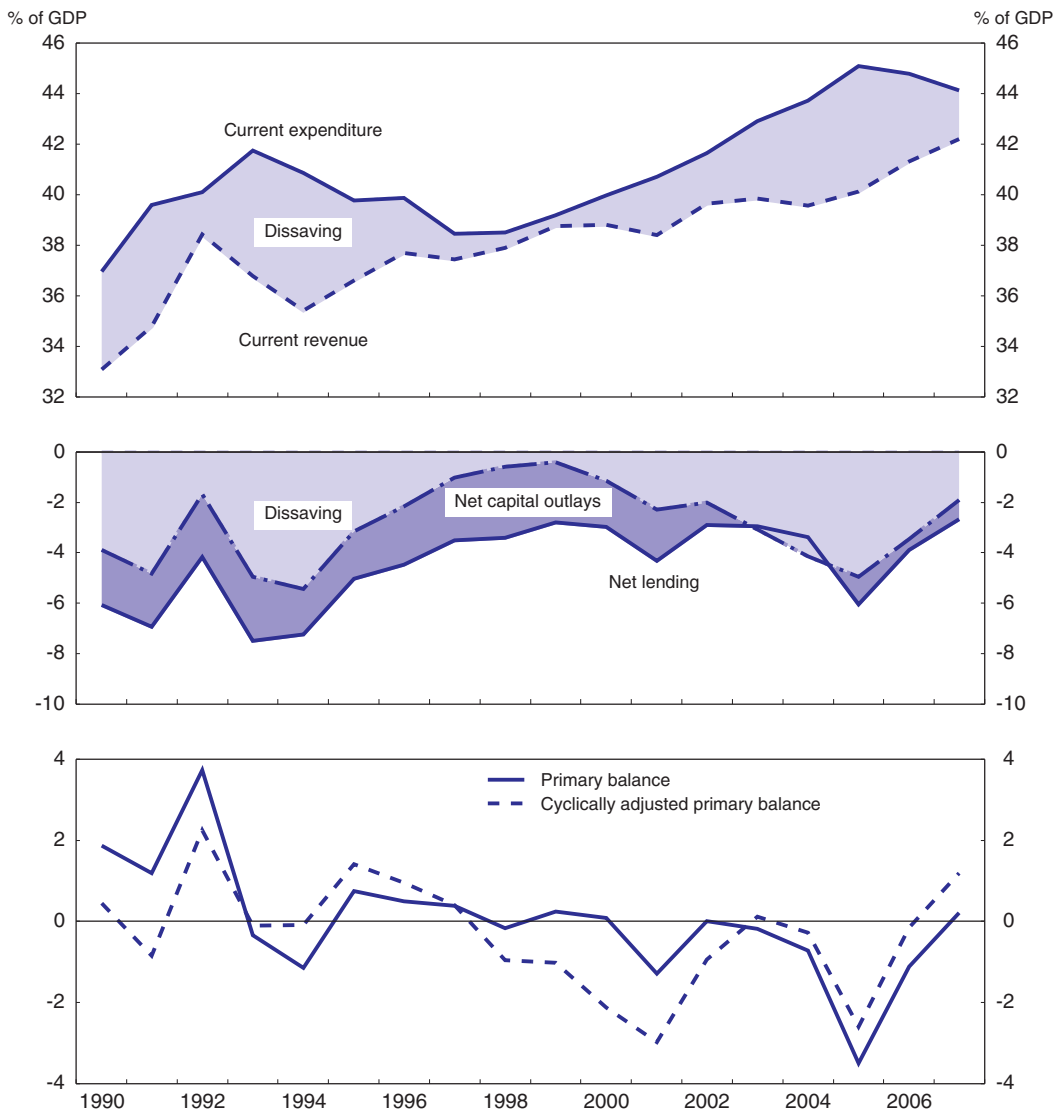 % of GDP % of GDP
46 46
44 44
Current expenditure
42 42
40 40
Dissaving
38 38
36 36
Current revenue
34 34
32 32
0 0
Net capital outlays
-2 -2
Dissaving
-4 -4
Net lending
-6 -6
-8 -8
-10 -10
4 4
Primary balance
Cyclically adjusted primary balance
2 2
0 0
-2 -2
-4 -4
1990 1992 1994 1996 1998 2000 2002 2004 2006